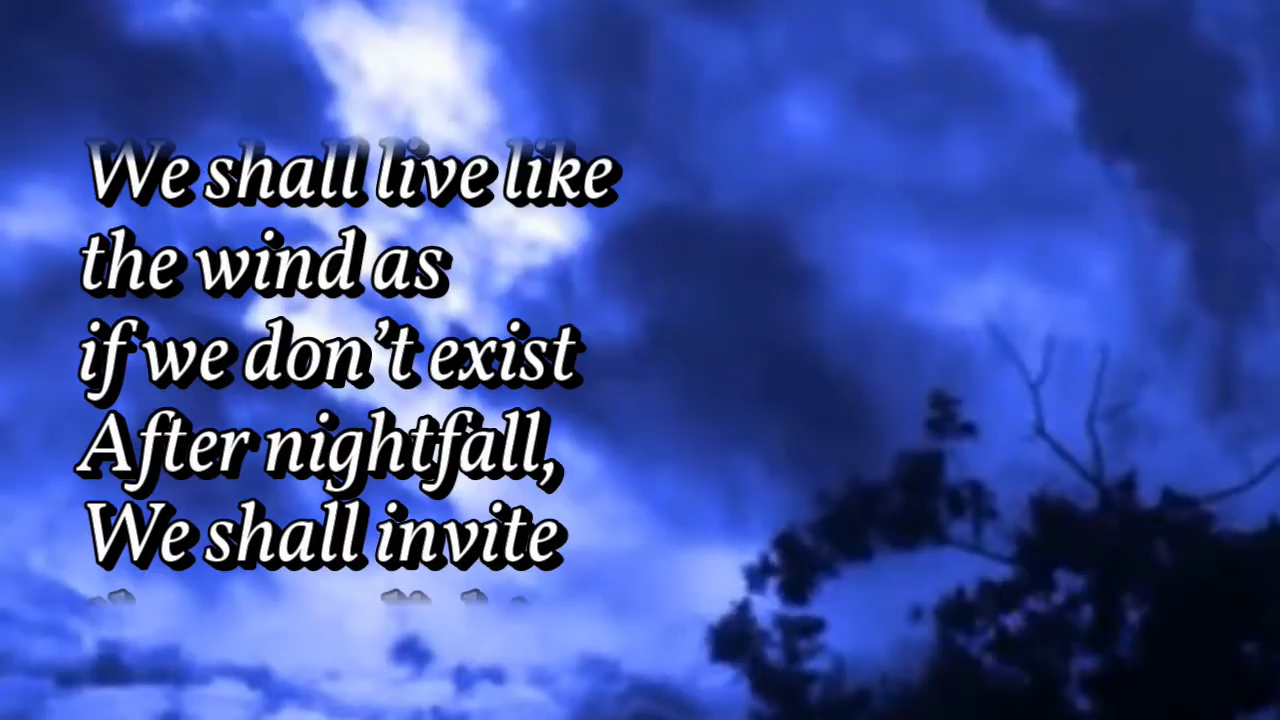 We shall live like
the wind as
if we don’t exist
After nightfall,
We shall invite